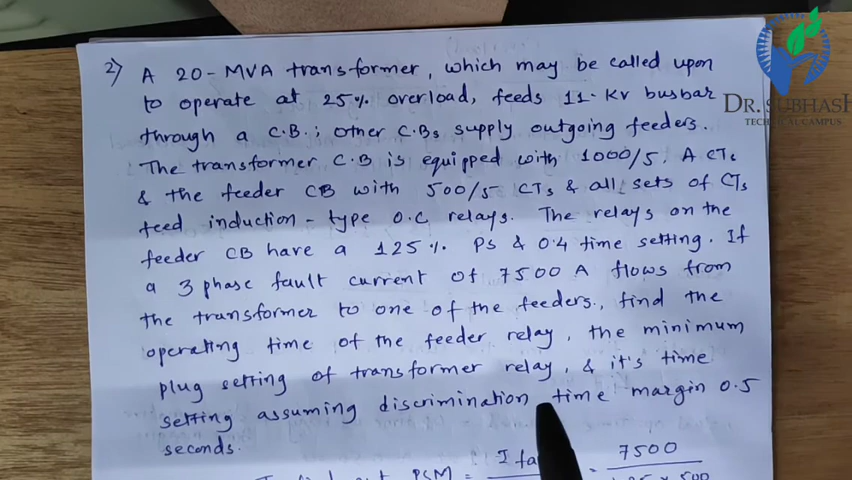 2) A 20-MVA transformer, which may be called upon
to operate at 25% overload, feeds 11-KV busbar
through a C.B.; other C.Bs supply outgoing feeders.
The transformer C.B is equipped with 1000/5. A CTs
& the feeder CB with 500/5 CTs & all sets of CTs
feed induction-type O.C relays. The relays on the
feeder CB have a 125% PS & 0.4 time setting. If
a 3 phase fault current of 7500 A flows from
the transformer to one of the feeders, find the
operating time of the feeder relay, the minimum
plug setting of transformer relay, & it's time
setting assuming discrimination time margin 0.5
seconds.
PSM = I fa = 7500
DR. SUBHASH
TECHNICAL CAMPUS